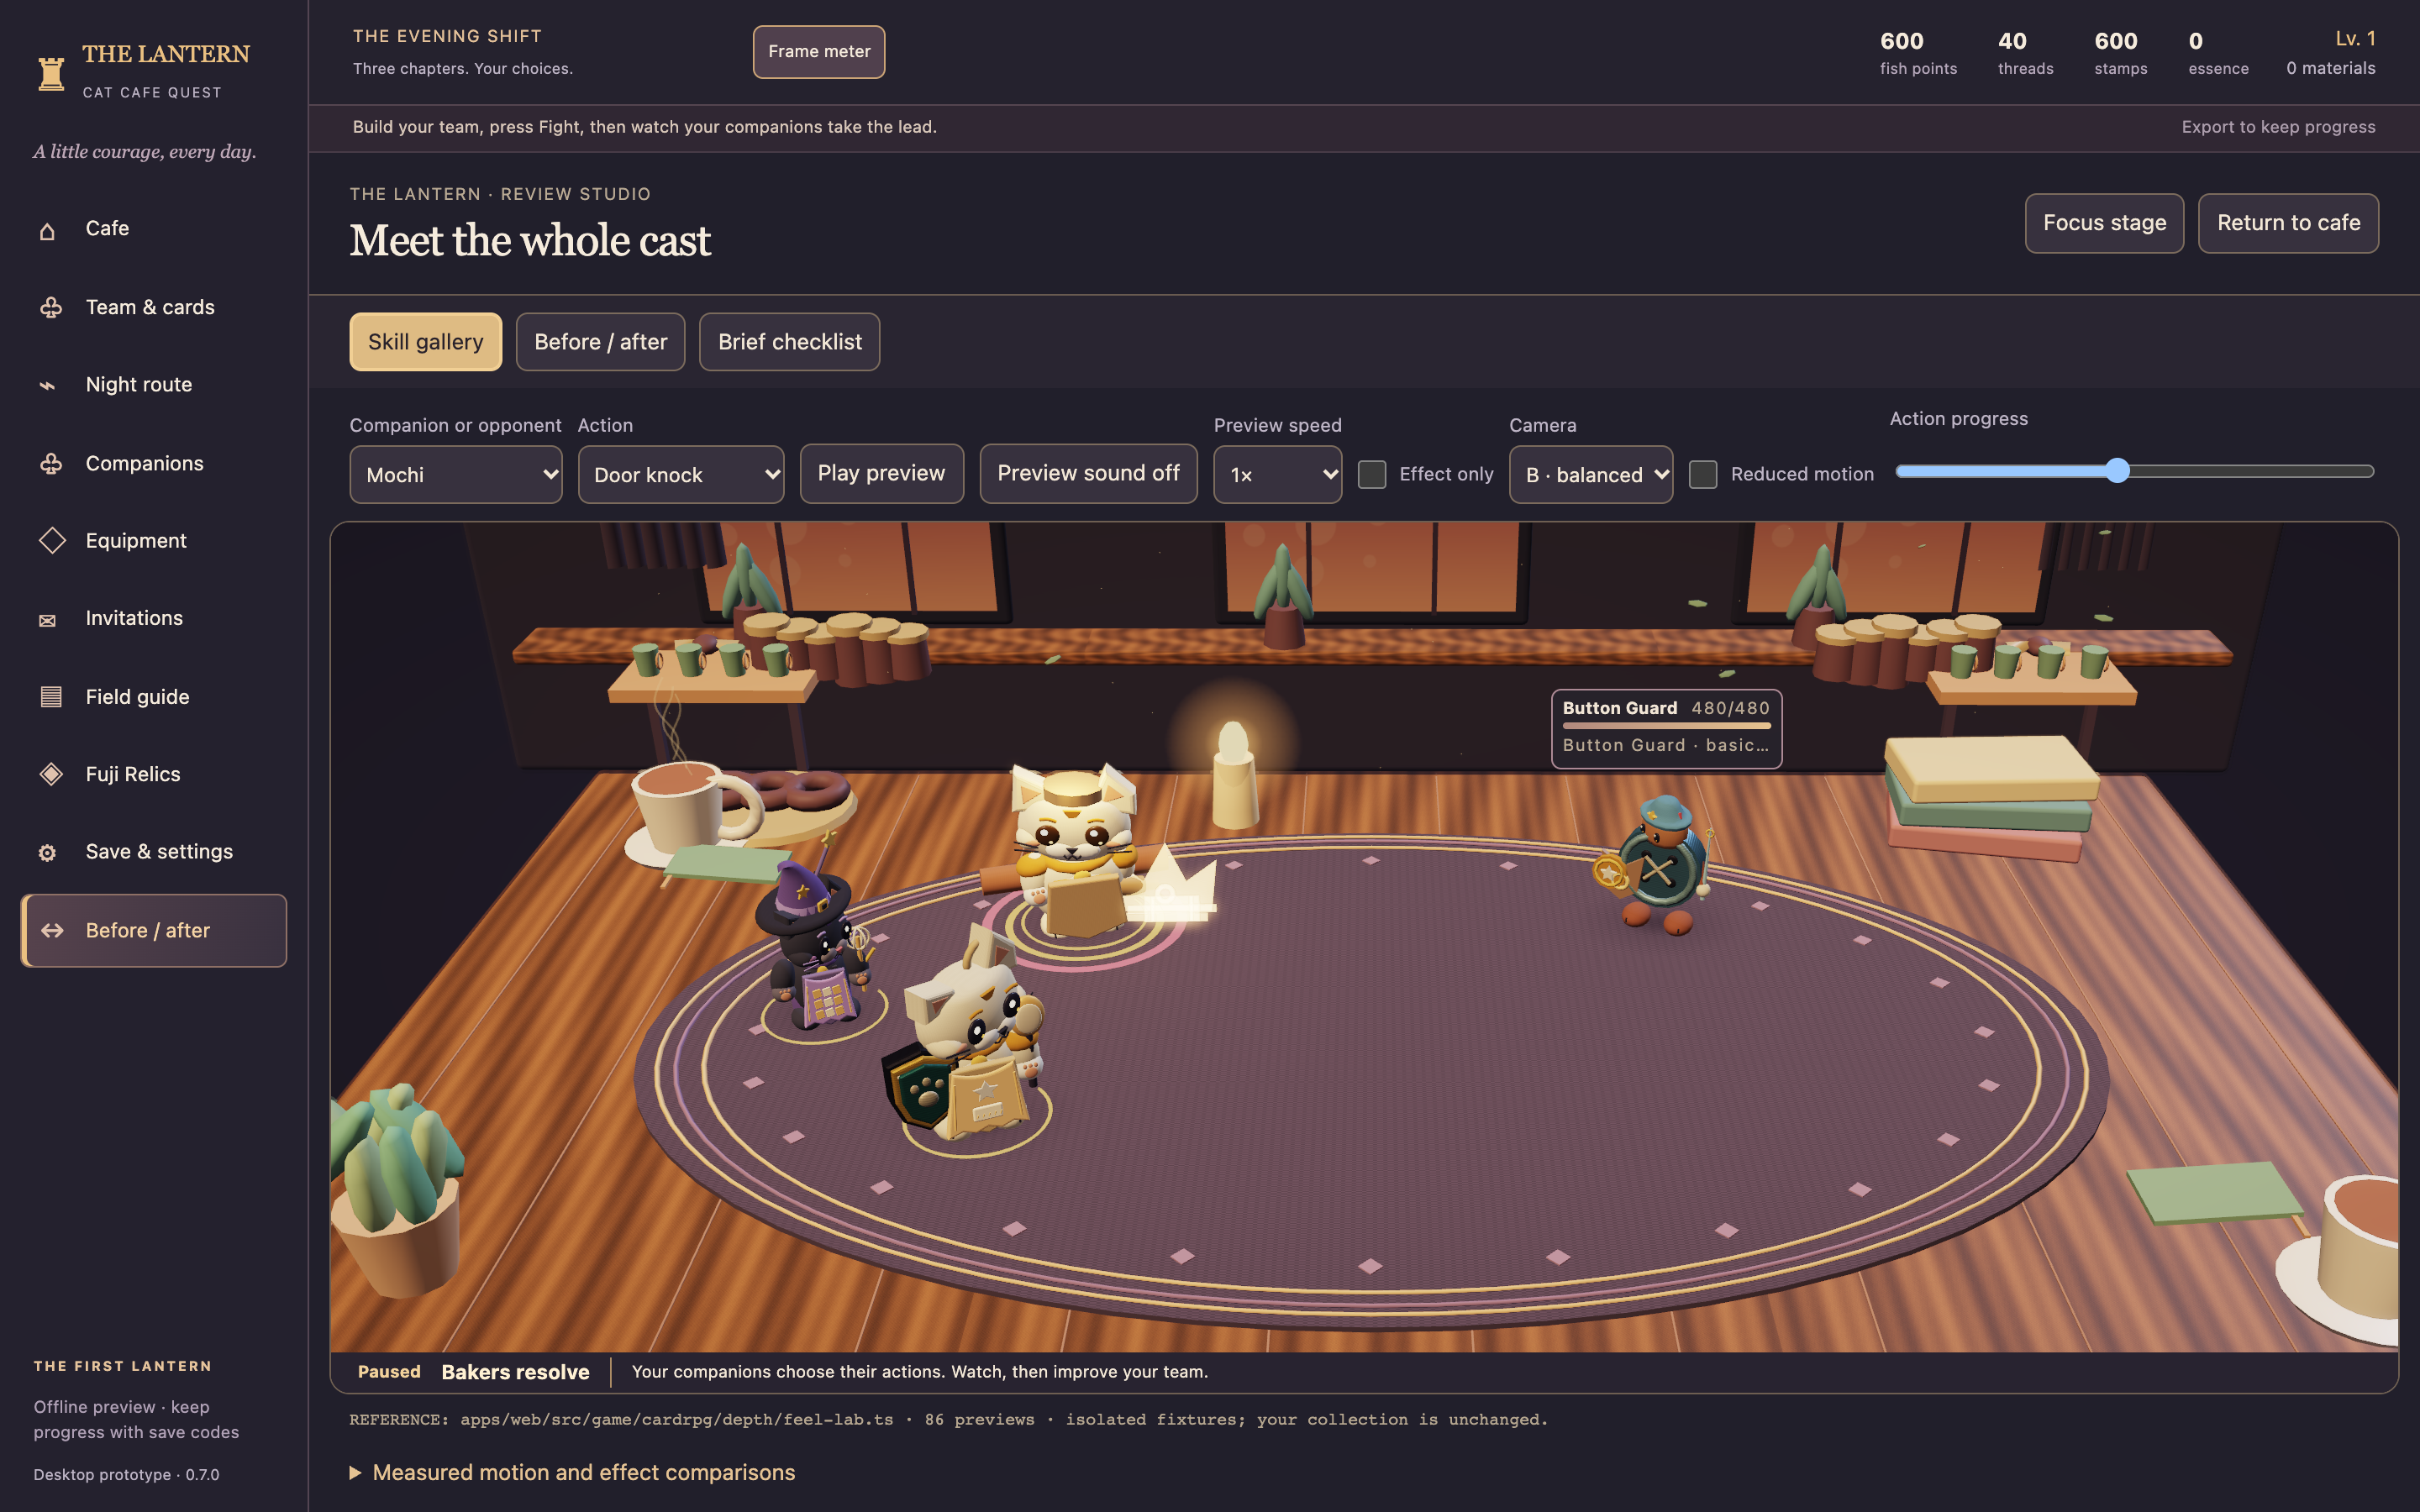 THE LANTERN
CAT CAFE QUEST
A little courage, every day.
Cafe
Team & cards
Night route
Companions
Equipment
Invitations
Field guide
Fuji Relics
Save & settings
Before / after
THE FIRST LANTERN
Offline preview · keep
progress with save codes
Desktop prototype · 0.7.0
THE EVENING SHIFT
Three chapters. Your choices.
Frame meter
600 fish points
40 threads
600 stamps
0 essence
Lv. 1
0 materials
Build your team, press Fight, then watch your companions take the lead.
Export to keep progress
THE LANTERN · REVIEW STUDIO
Meet the whole cast
Focus stage
Return to cafe
Skill gallery
Before / after
Brief checklist
Companion or opponent
Mochi
Action
Door knock
Play preview
Preview sound off
Preview speed
1×
Effect only
Camera
B · balanced
Reduced motion
Action progress
Button Guard 480/480
Button Guard · basic…
Paused Bakers resolve Your companions choose their actions. Watch, then improve your team.
REFERENCE: apps/web/src/game/cardrpg/depth/feel-lab.ts · 86 previews · isolated fixtures; your collection is unchanged.
Measured motion and effect comparisons